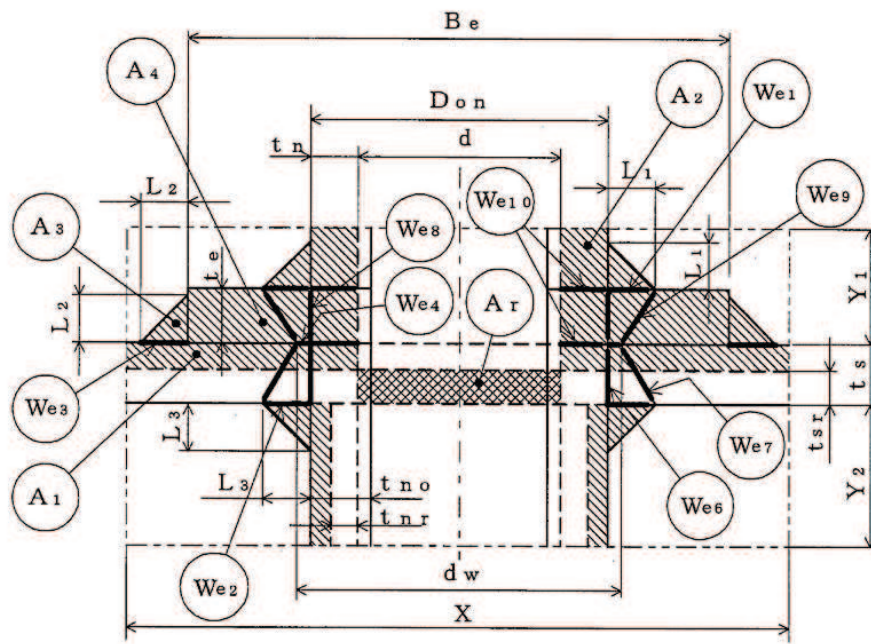 Be
A4
Don
A2
We1
tn
d
L2
L1
We10
We9
A3
te
We8
L1
L2
We4
Ar
Y1
We3
ts
tsr
L3
We7
A1
L3
tno
Y2
tnr
We6
We2
dw
X